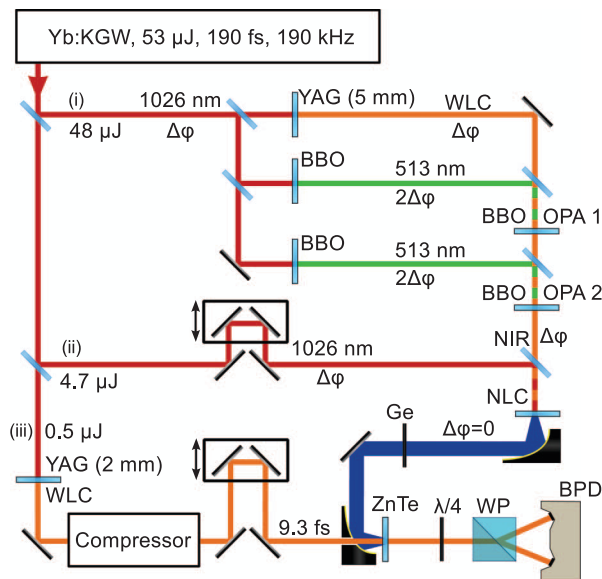 Yb:KGW, 53 µJ, 190 fs, 190 kHz
(i) 1026 nm YAG (5 mm) WLC
48 µJ Δφ Δφ
BBO 513 nm
2Δφ
BBO OPA 1
BBO 513 nm
2Δφ
BBO OPA 2
NIR Δφ
(ii) 1026 nm
4.7 µJ Δφ
NLC
(iii) 0.5 µJ Ge Δφ=0
YAG (2 mm)
WLC
ZnTe λ/4 WP BPD
Compressor 9.3 fs